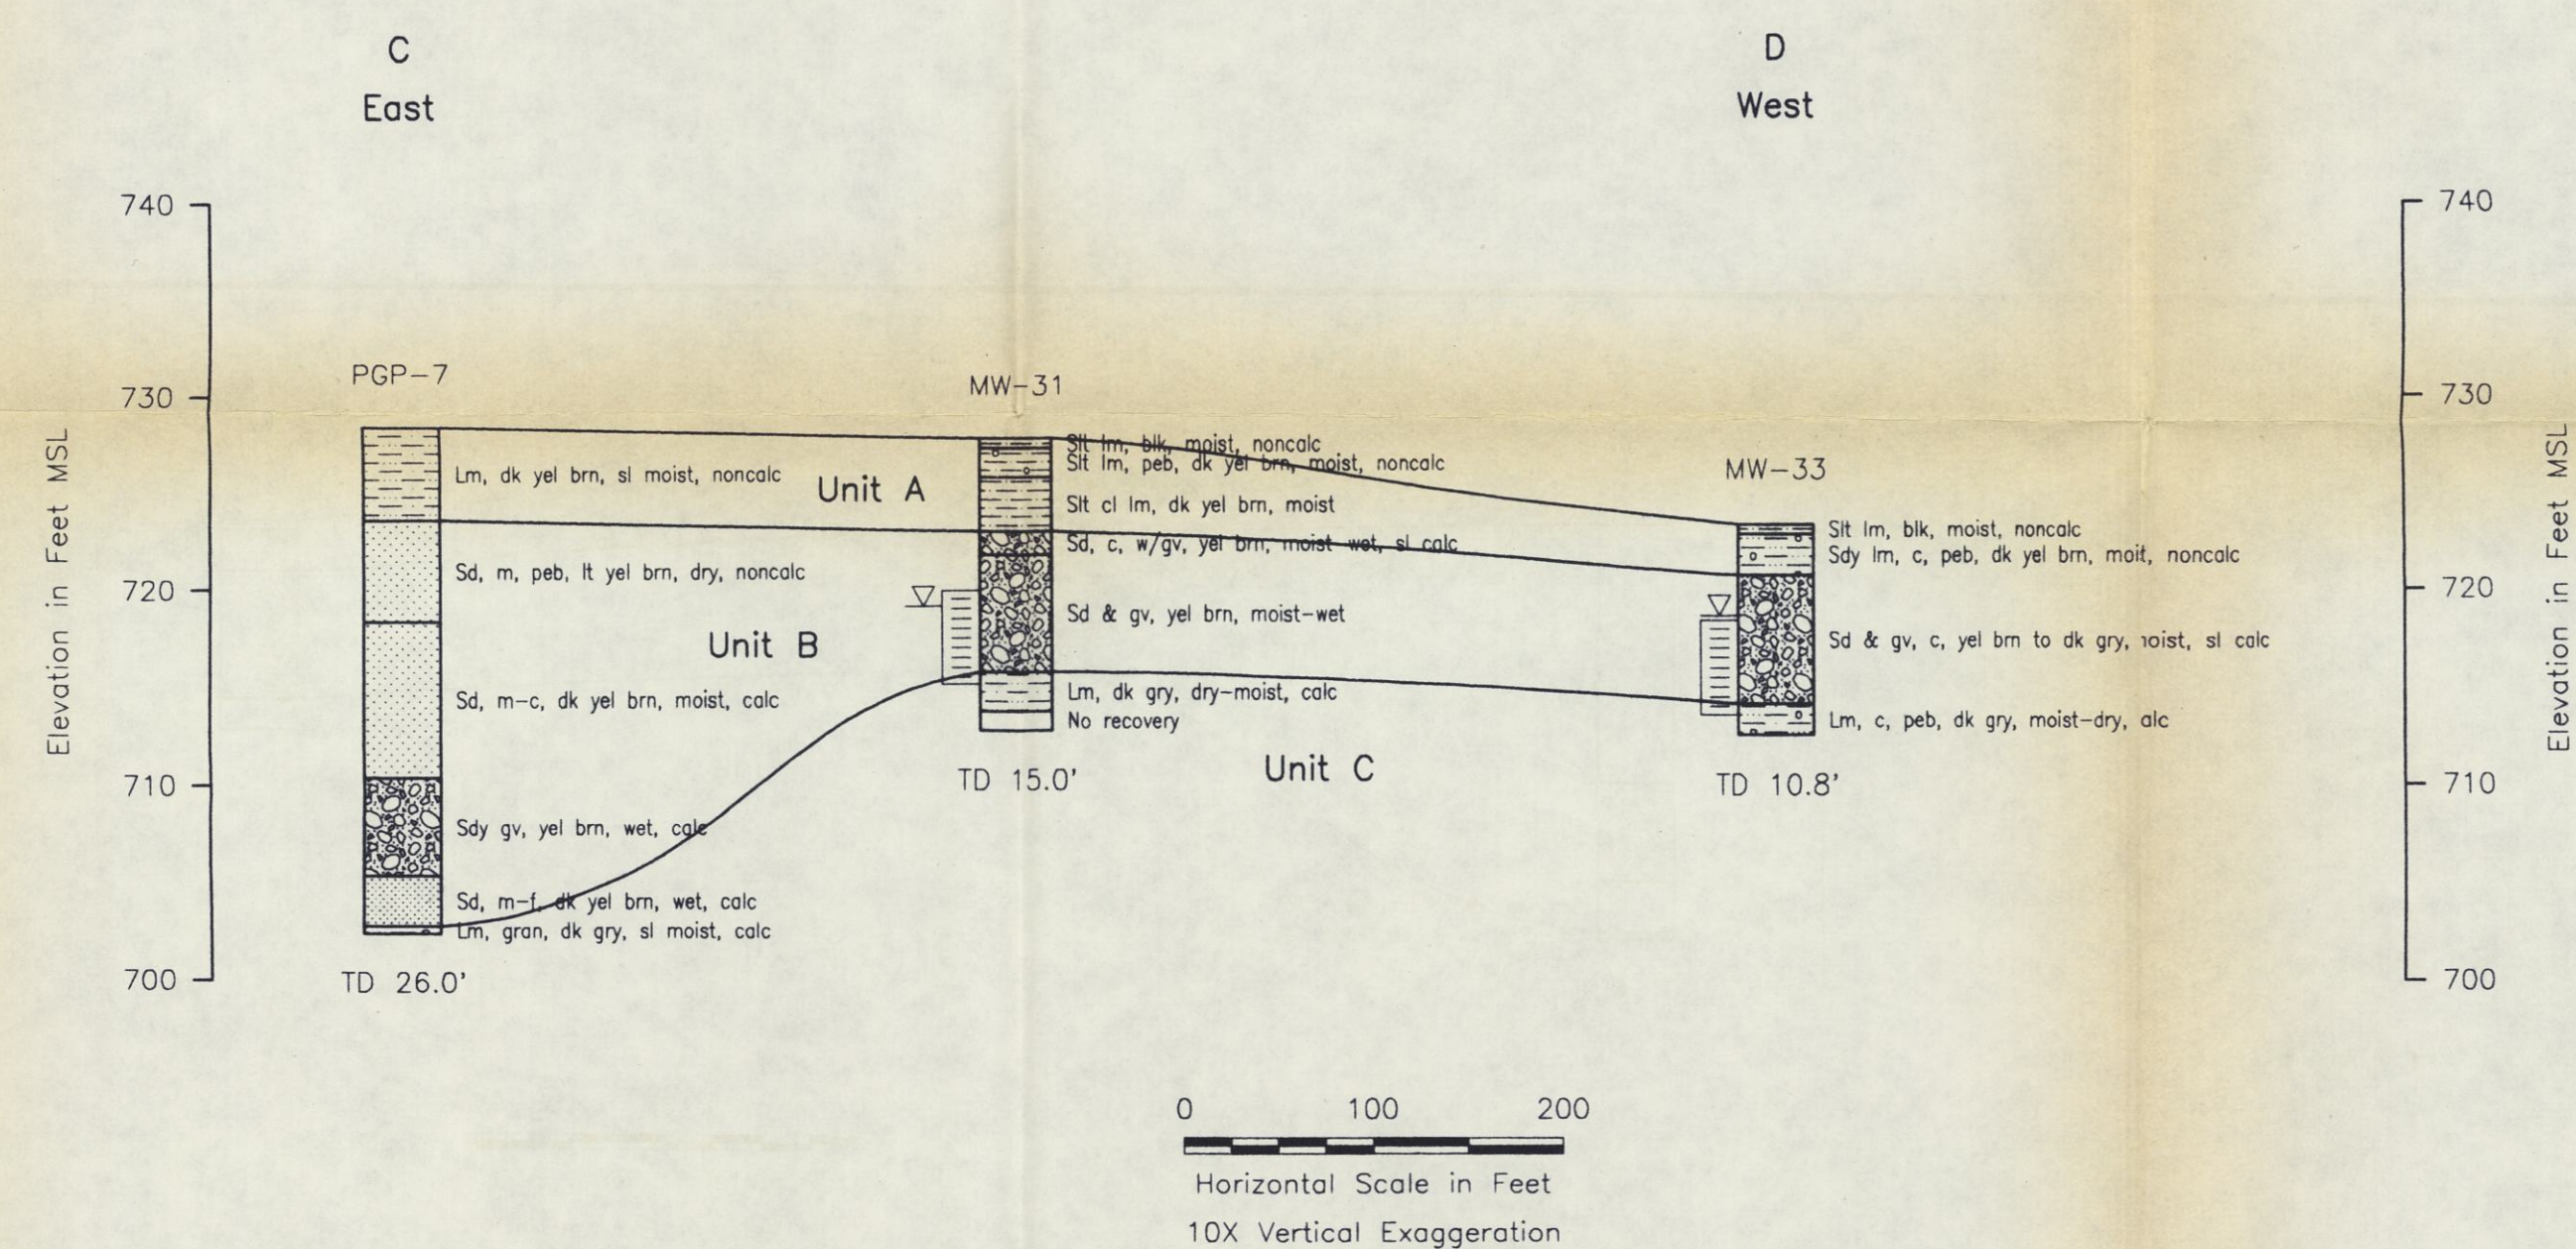 C
East
D
West
740
730
720
710
700
Elevation in Feet MSL
PGP-7
Lm, dk yel brn, sl moist, noncalc
Sd, m, peb, lt yel brn, dry, noncalc
Sd, m-c, dk yel brn, moist, calc
Sdy gv, yel brn, wet, calc
Sd, m-f, dk yel brn, wet, calc
Lm, gran, dk gry, sl moist, calc
TD 26.0'
Unit A
Unit B
MW-31
Slt lm, blk, moist, noncalc
Slt lm, peb, dk yel brn, moist, noncalc
Slt cl lm, dk yel brn, moist
Sd, c, w/gv, yel brn, moist-wet, sl calc
Sd & gv, yel brn, moist-wet
Lm, dk gry, dry-moist, calc
No recovery
TD 15.0'
Unit C
MW-33
Slt lm, blk, moist, noncalc
Sdy lm, c, peb, dk yel brn, moit, noncalc
Sd & gv, c, yel brn to dk gry, oist, sl calc
Lm, c, peb, dk gry, moist-dry, alc
TD 10.8'
740
730
720
710
700
Elevation in Feet MSL
0 100 200
Horizontal Scale in Feet
10X Vertical Exaggeration